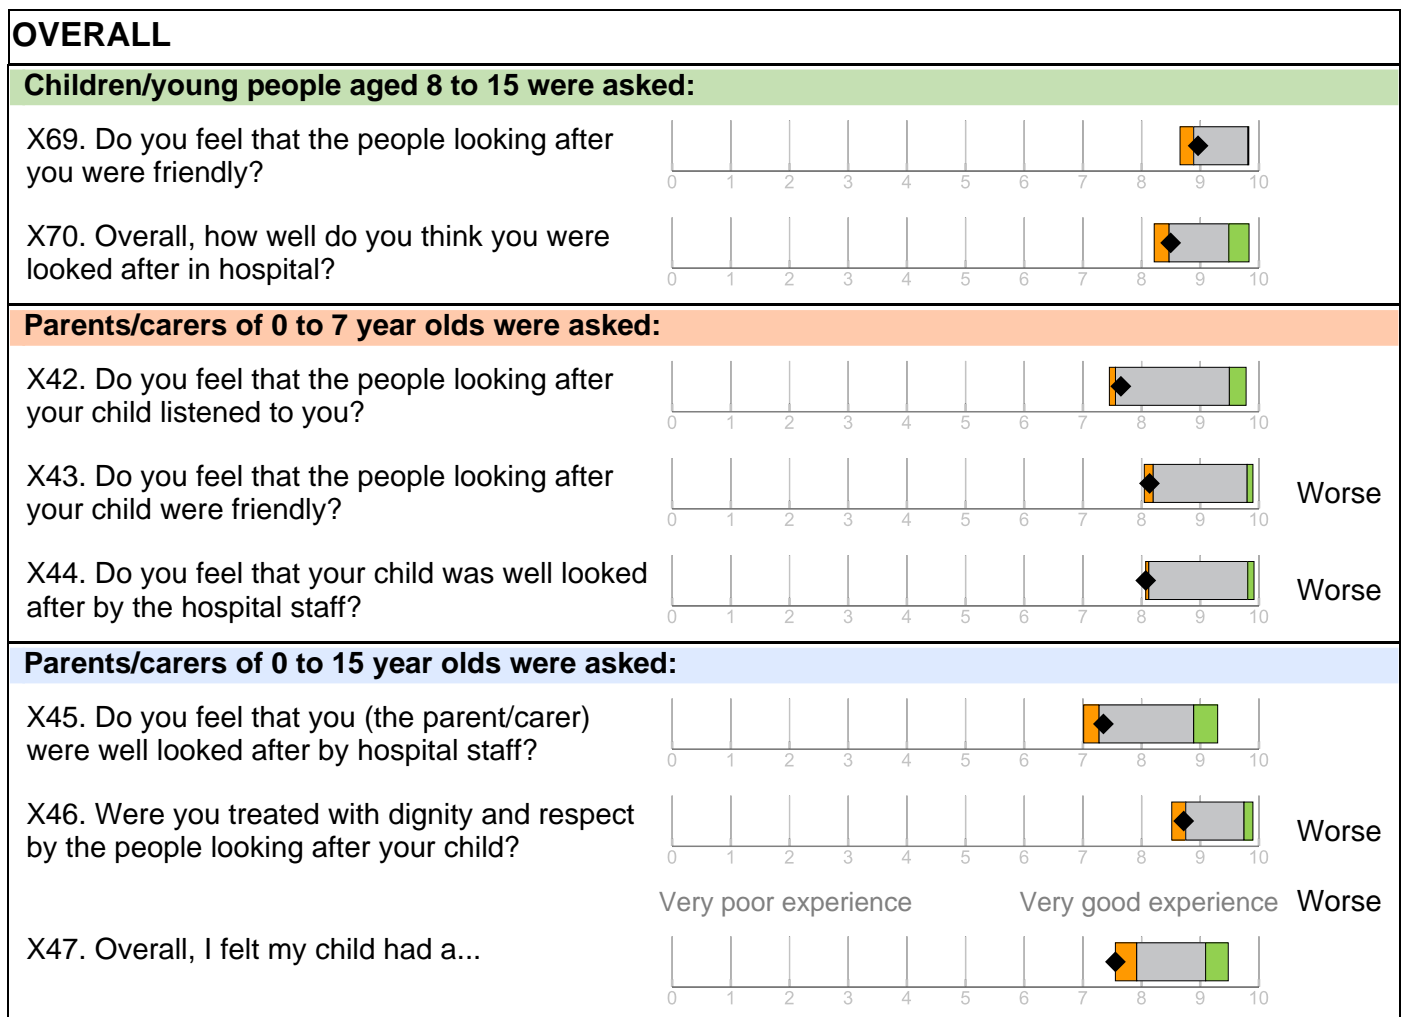 OVERALL
Children/young people aged 8 to 15 were asked:
X69. Do you feel that the people looking after
you were friendly?
0 1 2 3 4 5 6 7 8 9 10
X70. Overall, how well do you think you were
looked after in hospital?
0 1 2 3 4 5 6 7 8 9 10
Parents/carers of 0 to 7 year olds were asked:
X42. Do you feel that the people looking after
your child listened to you?
0 1 2 3 4 5 6 7 8 9 10
X43. Do you feel that the people looking after
your child were friendly?
Worse
0 1 2 3 4 5 6 7 8 9 10
X44. Do you feel that your child was well looked
after by the hospital staff?
Worse
0 1 2 3 4 5 6 7 8 9 10
Parents/carers of 0 to 15 year olds were asked:
X45. Do you feel that you (the parent/carer)
were well looked after by hospital staff?
0 1 2 3 4 5 6 7 8 9 10
X46. Were you treated with dignity and respect
by the people looking after your child?
Worse
0 1 2 3 4 5 6 7 8 9 10
Very poor experience Very good experience Worse
X47. Overall, I felt my child had a...
0 1 2 3 4 5 6 7 8 9 10